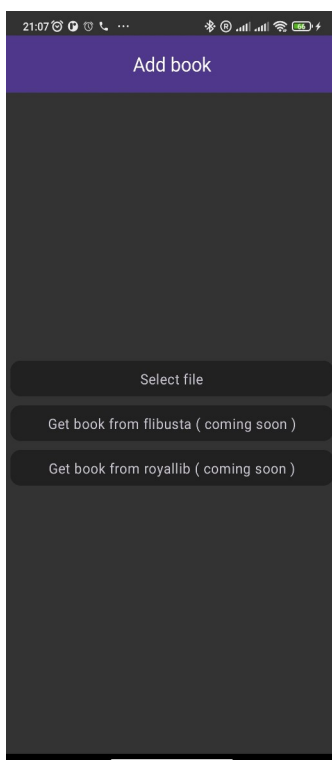 21:07
Add book
Select file
Get book from flibusta ( coming soon )
Get book from royallib ( coming soon )